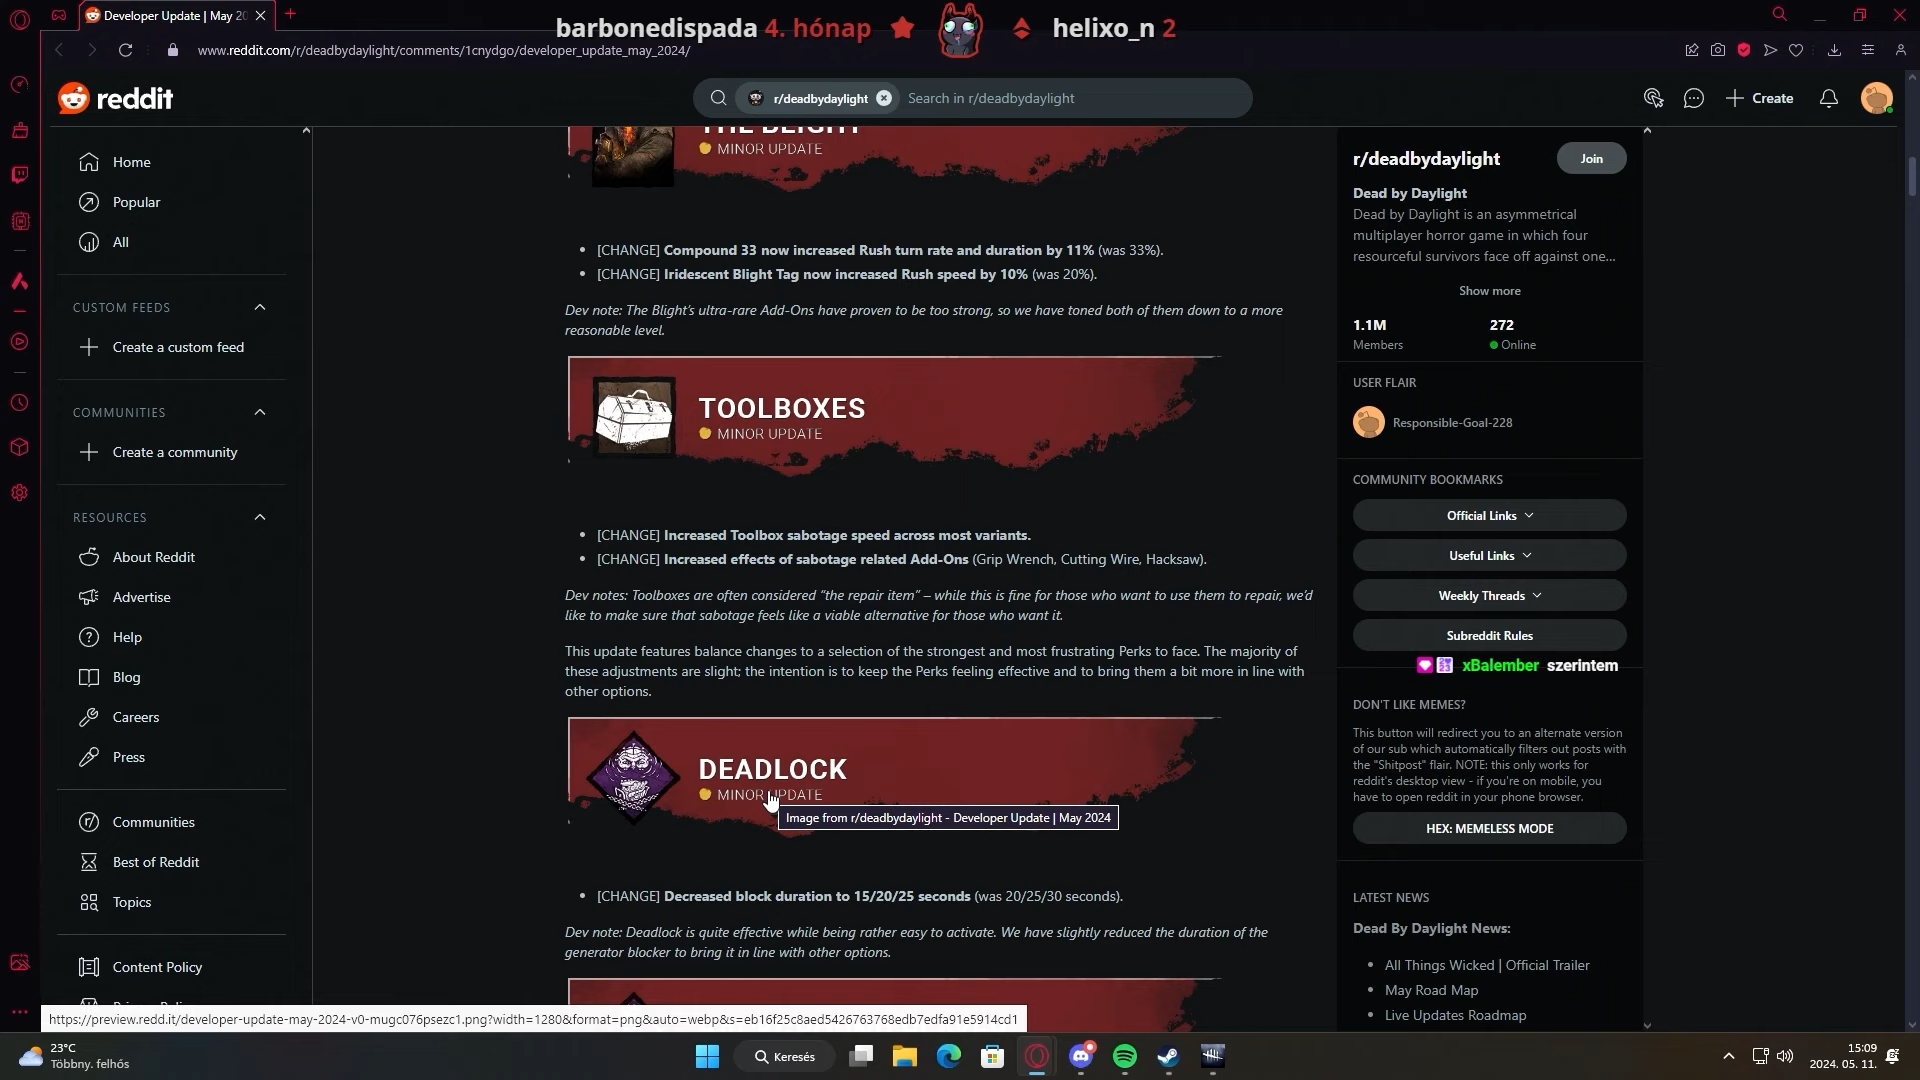 Developer Update | May 20
barbonedispada 4. hónap
helixo_n 2
www.reddit.com/r/deadbydaylight/comments/1cnydgo/developer_update_may_2024/
reddit
r/deadbydaylight
Search in r/deadbydaylight
Create
Home
Popular
All
CUSTOM FEEDS
Create a custom feed
COMMUNITIES
Create a community
RESOURCES
About Reddit
Advertise
Help
Blog
Careers
Press
Communities
Best of Reddit
Topics
Content Policy
THE BLIGHT
MINOR UPDATE
• [CHANGE] Compound 33 now increased Rush turn rate and duration by 11% (was 33%).
• [CHANGE] Iridescent Blight Tag now increased Rush speed by 10% (was 20%).
Dev note: The Blight's ultra-rare Add-Ons have proven to be too strong, so we have toned both of them down to a more
reasonable level.
TOOLBOXES
MINOR UPDATE
• [CHANGE] Increased Toolbox sabotage speed across most variants.
• [CHANGE] Increased effects of sabotage related Add-Ons (Grip Wrench, Cutting Wire, Hacksaw).
Dev notes: Toolboxes are often considered "the repair item" – while this is fine for those who want to use them to repair, we'd
like to make sure that sabotage feels like a viable alternative for those who want it.
This update features balance changes to a selection of the strongest and most frustrating Perks to face. The majority of
these adjustments are slight; the intention is to keep the Perks feeling effective and to bring them a bit more in line with
other options.
DEADLOCK
MINOR UPDATE
Image from r/deadbydaylight - Developer Update | May 2024
• [CHANGE] Decreased block duration to 15/20/25 seconds (was 20/25/30 seconds).
Dev note: Deadlock is quite effective while being rather easy to activate. We have slightly reduced the duration of the
generator blocker to bring it in line with other options.
r/deadbydaylight
Join
Dead by Daylight
Dead by Daylight is an asymmetrical
multiplayer horror game in which four
resourceful survivors face off against one...
Show more
1.1M
272
Members
Online
USER FLAIR
Responsible-Goal-228
COMMUNITY BOOKMARKS
Official Links
Useful Links
Weekly Threads
Subreddit Rules
xBalember szerintem
DON'T LIKE MEMES?
This button will redirect you to an alternate version
of our sub which automatically filters out posts with
the "Shitpost" flair. NOTE: this only works for
reddit's desktop view - if you're on mobile, you
have to open reddit in your phone browser.
HEX: MEMELESS MODE
LATEST NEWS
Dead By Daylight News:
• All Things Wicked | Official Trailer
• May Road Map
• Live Updates Roadmap
https://preview.redd.it/developer-update-may-2024-v0-mugc076psezc1.png?width=1280&format=png&auto=webp&s=eb16f25c8aed5426763768edb7edfa91e5914cd1
23°C
Többny. felhős
Keresés
15:09
2024. 05. 11.